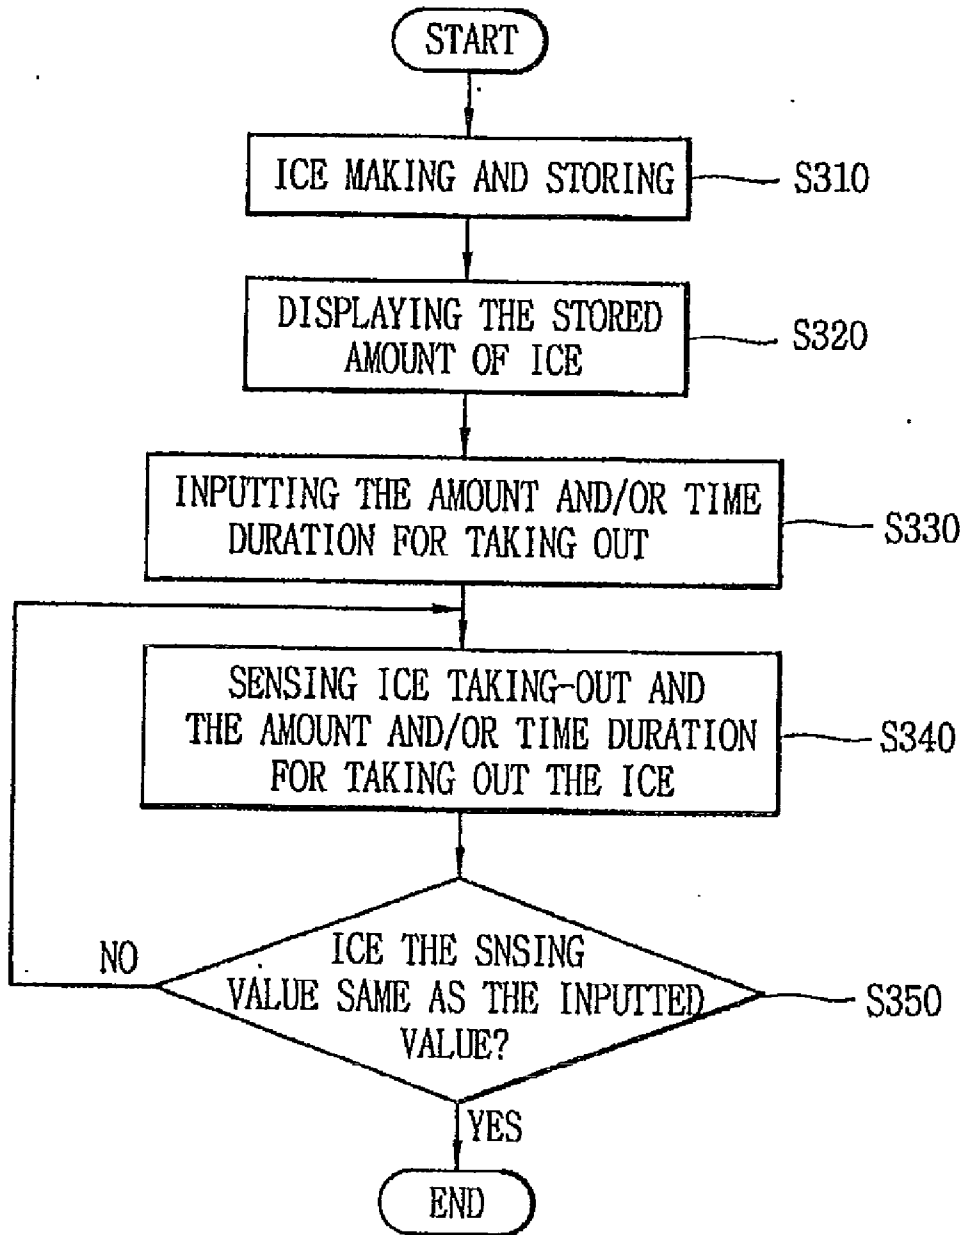 START
ICE MAKING AND STORING
S310
DISPLAYING THE STORED
AMOUNT OF ICE
S320
INPUTTING THE AMOUNT AND/OR TIME
DURATION FOR TAKING OUT
S330
SENSING ICE TAKING-OUT AND
THE AMOUNT AND/OR TIME DURATION
FOR TAKING OUT THE ICE
S340
NO
ICE THE SNSING
VALUE SAME AS THE INPUTTED
VALUE?
S350
YES
END